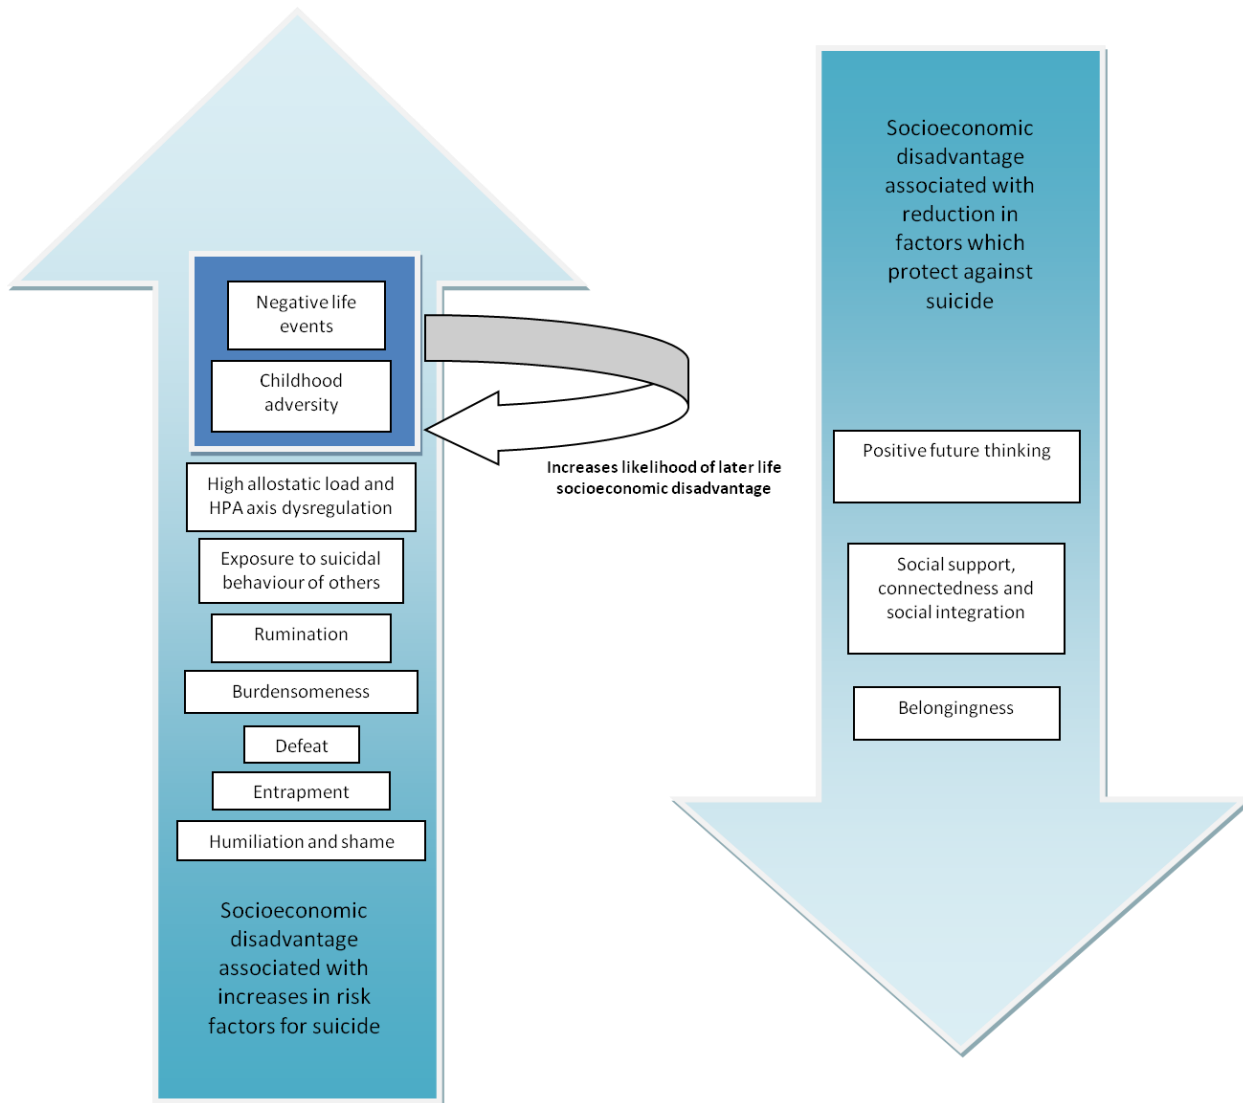 Negative life
events
Childhood
adversity
High allostatic load and
HPA axis dysregulation
Exposure to suicidal
behaviour of others
Rumination
Burdensomeness
Defeat
Entrapment
Humiliation and shame
Socioeconomic
disadvantage
associated with
increases in risk
factors for suicide
Increases likelihood of later life
socioeconomic disadvantage
Socioeconomic
disadvantage
associated with
reduction in
factors which
protect against
suicide
Positive future thinking
Social support,
connectedness and
social integration
Belongingness